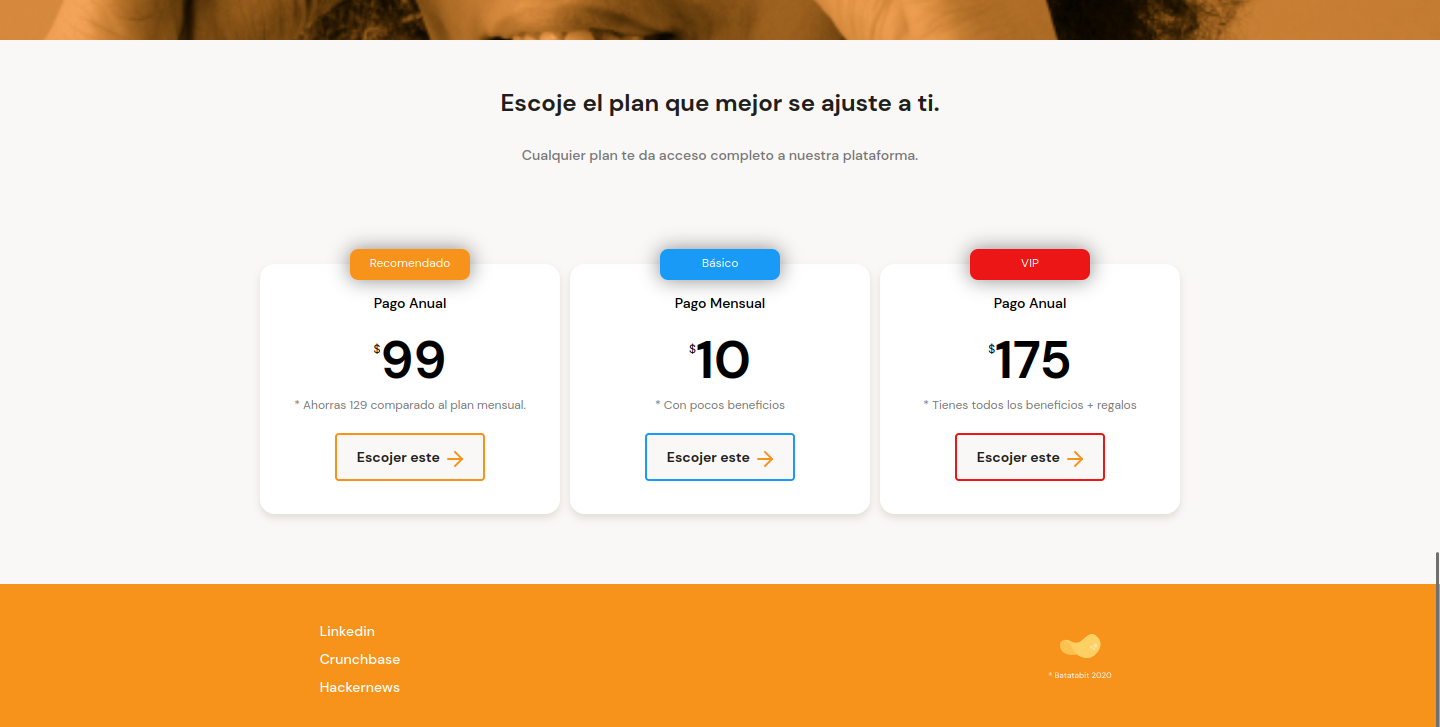 Escoje el plan que mejor se ajuste a ti.
Cualquier plan te da acceso completo a nuestra plataforma.
Recomendado
Pago Anual
$99
* Ahorras 129 comparado al plan mensual.
Escojer este
Básico
Pago Mensual
$10
* Con pocos beneficios
Escojer este
VIP
Pago Anual
$175
* Tienes todos los beneficios + regalos
Escojer este
Linkedin
Crunchbase
Hackernews
® Batatabit 2020